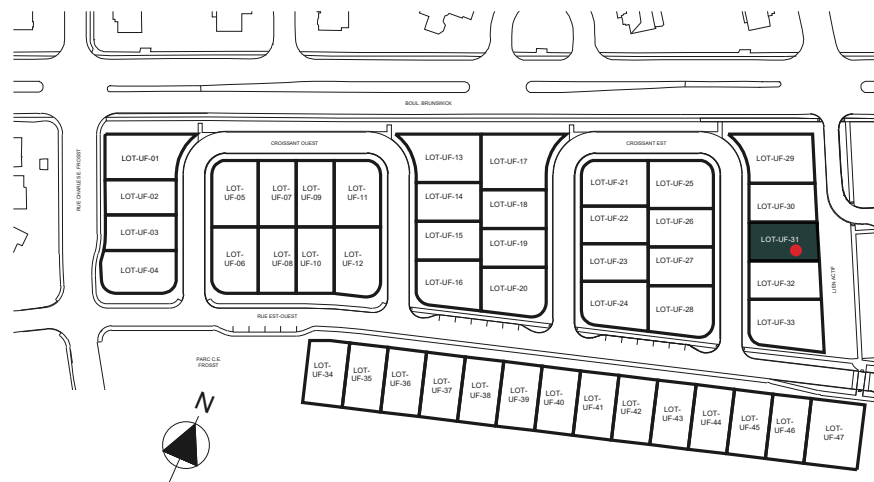 BOUL. BRUNSWICK
RUE CHARLES E. FROSST
CROISSANT OUEST
CROISSANT EST
LOT-UF-01
LOT-UF-02
LOT-UF-03
LOT-UF-04
LOT-
UF-05
LOT-
UF-07
LOT-
UF-09
LOT-
UF-11
LOT-
UF-06
LOT-
UF-08
LOT-
UF-10
LOT-
UF-12
LOT-UF-13
LOT-UF-14
LOT-UF-15
LOT-UF-16
LOT-UF-17
LOT-UF-18
LOT-UF-19
LOT-UF-20
LOT-UF-21
LOT-UF-22
LOT-UF-23
LOT-UF-24
LOT-UF-25
LOT-UF-26
LOT-UF-27
LOT-UF-28
LOT-UF-29
LOT-UF-30
LOT-UF-31
LOT-UF-32
LOT-UF-33
LIEN ACTIF
RUE EST-OUEST
PARC C.E.
FROSST
LOT-
UF-34
LOT-
UF-35
LOT-
UF-36
LOT-
UF-37
LOT-
UF-38
LOT-
UF-39
LOT-
UF-40
LOT-
UF-41
LOT-
UF-42
LOT-
UF-43
LOT-
UF-44
LOT-
UF-45
LOT-
UF-46
LOT-
UF-47
N